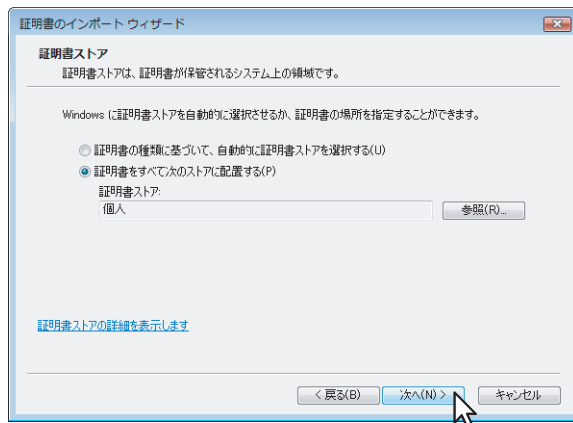 証明書のインポート ウィザード
証明書ストア
証明書ストアは、証明書が保管されるシステム上の領域です。
Windows に証明書ストアを自動的に選択させるか、証明書の場所を指定することができます。
証明書の種類に基づいて、自動的に証明書ストアを選択する(U)
証明書をすべて次のストアに配置する(P)
証明書ストア:
個人
参照(R)...
証明書ストアの詳細を表示します
< 戻る(B)
次へ(N) >
キャンセル